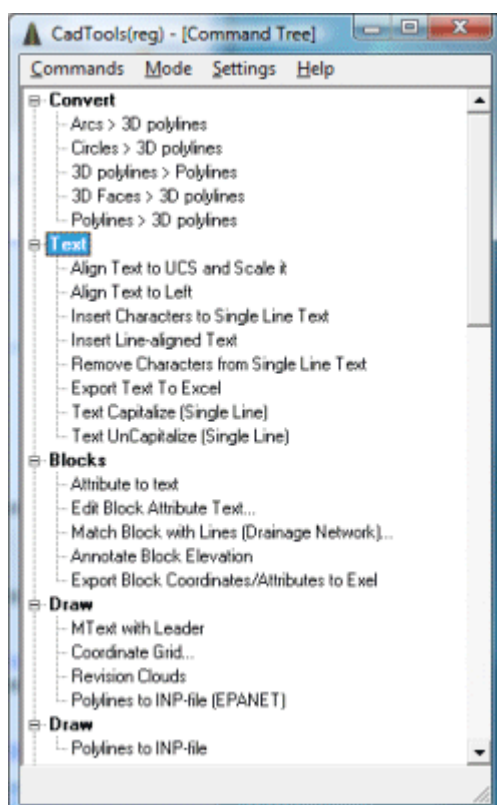 CadTools(reg) - [Command Tree]
Commands Mode Settings Help
Convert
Arcs > 3D polylines
Circles > 3D polylines
3D polylines > Polylines
3D Faces > 3D polylines
Polylines > 3D polylines
Text
Align Text to UCS and Scale it
Align Text to Left
Insert Characters to Single Line Text
Insert Line-aligned Text
Remove Characters from Single Line Text
Export Text To Excel
Text Capitalize (Single Line)
Text UnCapitalize (Single Line)
Blocks
Attribute to text
Edit Block Attribute Text...
Match Block with Lines (Drainage Network)...
Annotate Block Elevation
Export Block Coordinates/Attributes to Exel
Draw
MText with Leader
Coordinate Grid...
Revision Clouds
Polylines to INP-file (EPANET)
Draw
Polylines to INP-file